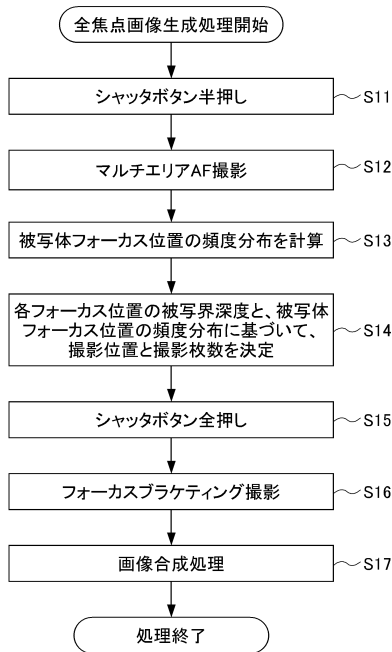 全焦点画像生成処理開始
シャッタボタン半押し
S11
マルチエリアAF撮影
S12
被写体フォーカス位置の頻度分布を計算
S13
各フォーカス位置の被写界深度と、被写体
フォーカス位置の頻度分布に基づいて、
撮影位置と撮影枚数を決定
S14
シャッタボタン全押し
S15
フォーカスブラケティング撮影
S16
画像合成処理
S17
処理終了